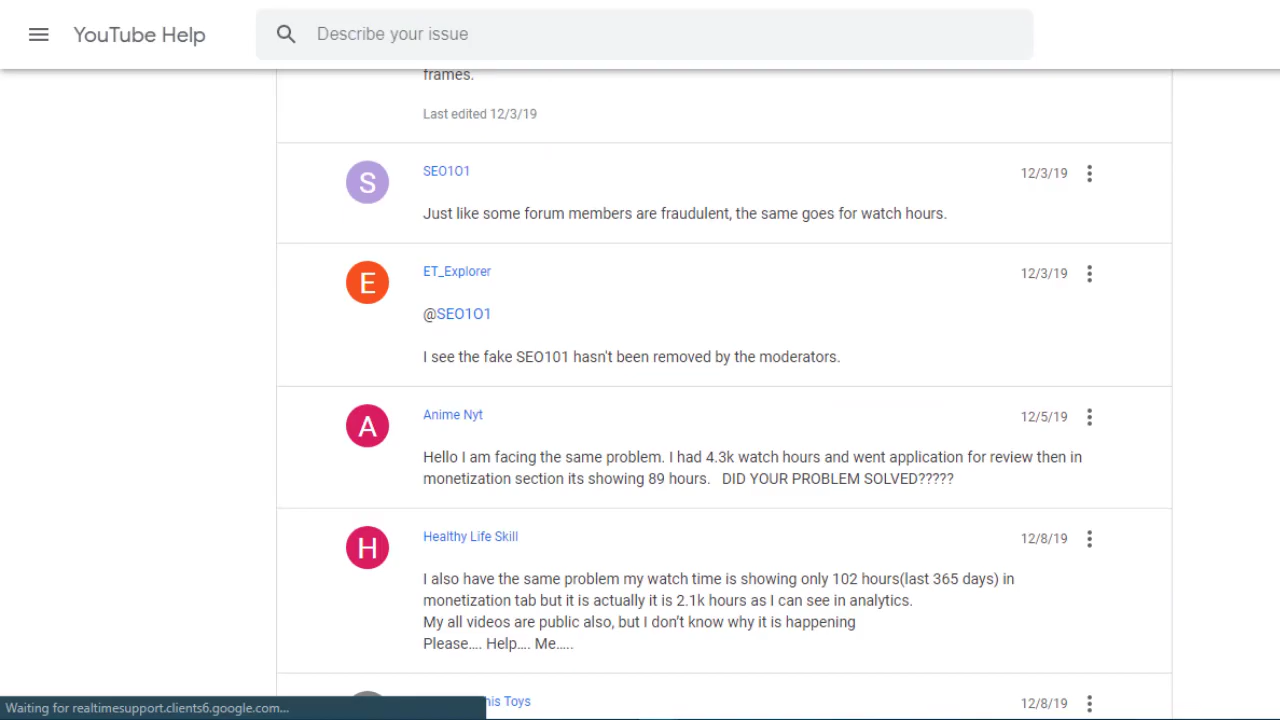 YouTube Help
Describe your issue
frames.
Last edited 12/3/19
S
SEO1O1
12/3/19
Just like some forum members are fraudulent, the same goes for watch hours.
E
ET_Explorer
12/3/19
@SEO1O1
I see the fake SEO101 hasn't been removed by the moderators.
A
Anime Nyt
12/5/19
Hello I am facing the same problem. I had 4.3k watch hours and went application for review then in
monetization section its showing 89 hours.   DID YOUR PROBLEM SOLVED?????
H
Healthy Life Skill
12/8/19
I also have the same problem my watch time is showing only 102 hours(last 365 days) in
monetization tab but it is actually it is 2.1k hours as I can see in analytics.
My all videos are public also, but I don't know why it is happening
Please.... Help.... Me.....
Toys
12/8/19
Waiting for realtimesupport.clients6.google.com...